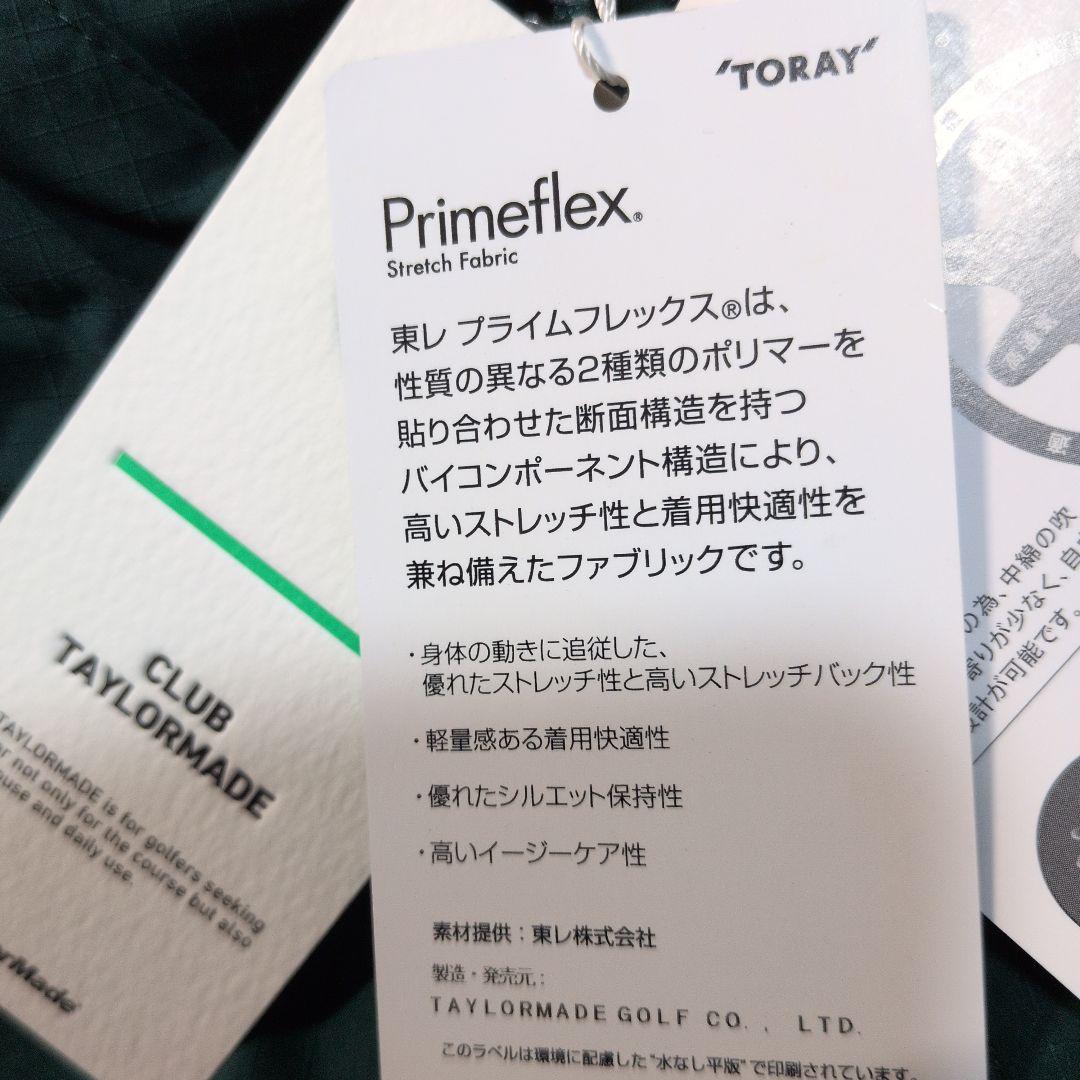 'TORAY'
Primeflex®
Stretch Fabric
東レ プライムフレックス®は、
性質の異なる2種類のポリマーを
貼り合わせた断面構造を持つ
バイコンポーネント構造により、
高いストレッチ性と着用快適性を
兼ね備えたファブリックです。
・身体の動きに追従した、
優れたストレッチ性と高いストレッチバック性
・軽量感ある着用快適性
・優れたシルエット保持性
・高いイージーケア性
素材提供：東レ株式会社
製造・発売元：
TAYLORMADE GOLF CO., LTD.
このラベルは環境に配慮した"水なし平版"で印刷されています。
CLUB
TAYLORMADE
TAYLORMADE is for golfers seeking
not only for the course but also
and daily use.
の為、中綿の吹
寄りが少なく、自
設計が可能です。